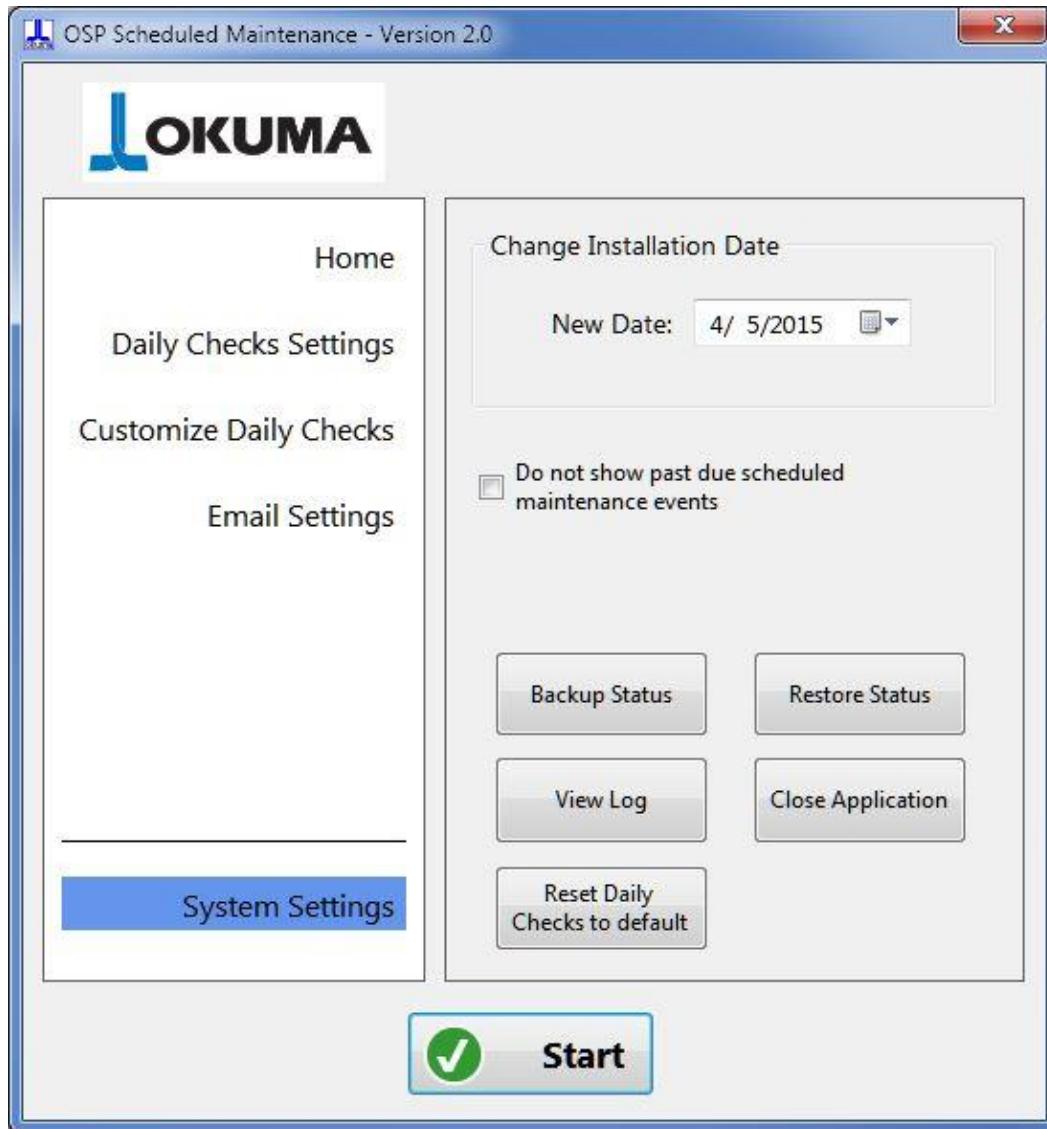 OSP Scheduled Maintenance - Version 2.0
OKUMA
Home
Daily Checks Settings
Customize Daily Checks
Email Settings
System Settings
Change Installation Date
New Date: 4/ 5/2015
Do not show past due scheduled
maintenance events
Backup Status
Restore Status
View Log
Close Application
Reset Daily
Checks to default
Start